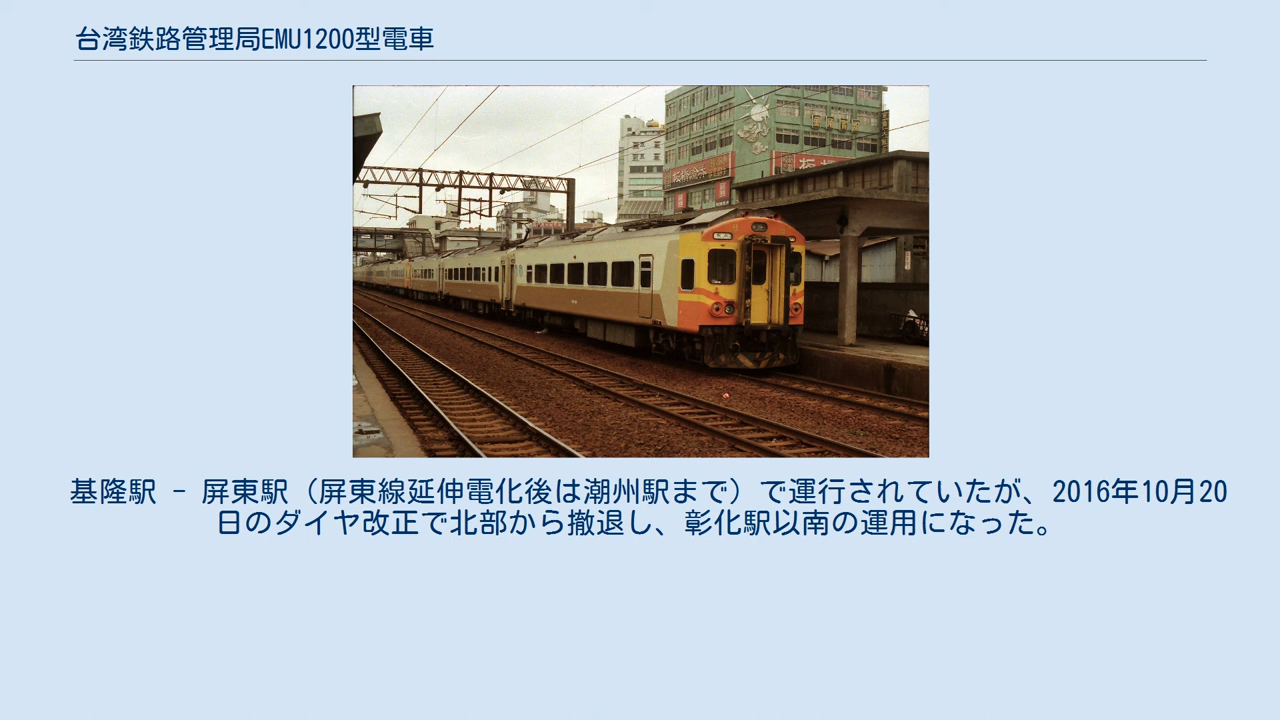 台湾鉄路管理局EMU1200型電車
基隆駅 - 屏東駅（屏東線延伸電化後は潮州駅まで）で運行されていたが、2016年10月20
日のダイヤ改正で北部から撤退し、彰化駅以南の運用になった。